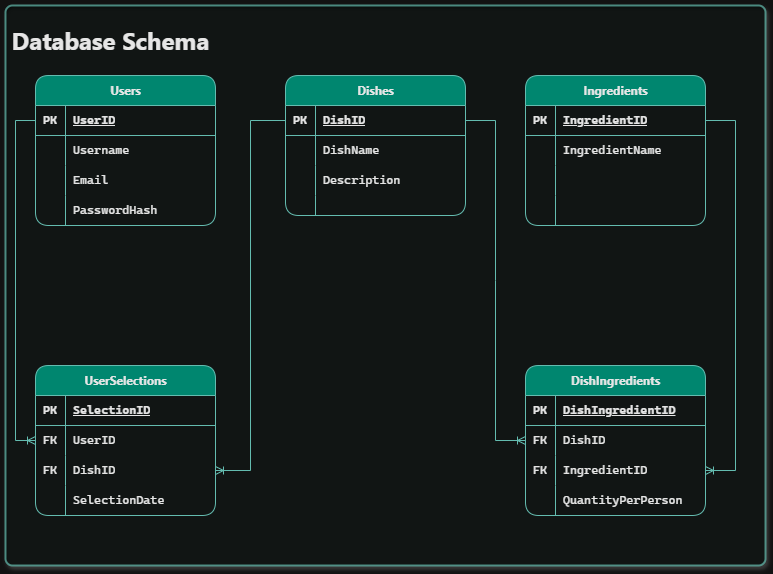 Database Schema
Users
PK UserID
Username
Email
PasswordHash
Dishes
PK DishID
DishName
Description
Ingredients
PK IngredientID
IngredientName
UserSelections
PK SelectionID
FK UserID
FK DishID
SelectionDate
DishIngredients
PK DishIngredientID
FK DishID
FK IngredientID
QuantityPerPerson